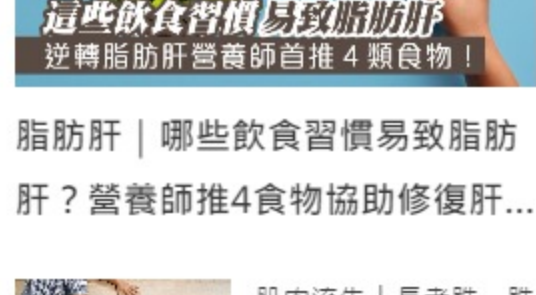 這些飲食習慣易致脂肪肝
逆轉脂肪肝營養師首推4類食物！
脂肪肝｜哪些飲食習慣易致脂肪
肝？營養師推4食物協助修復肝...